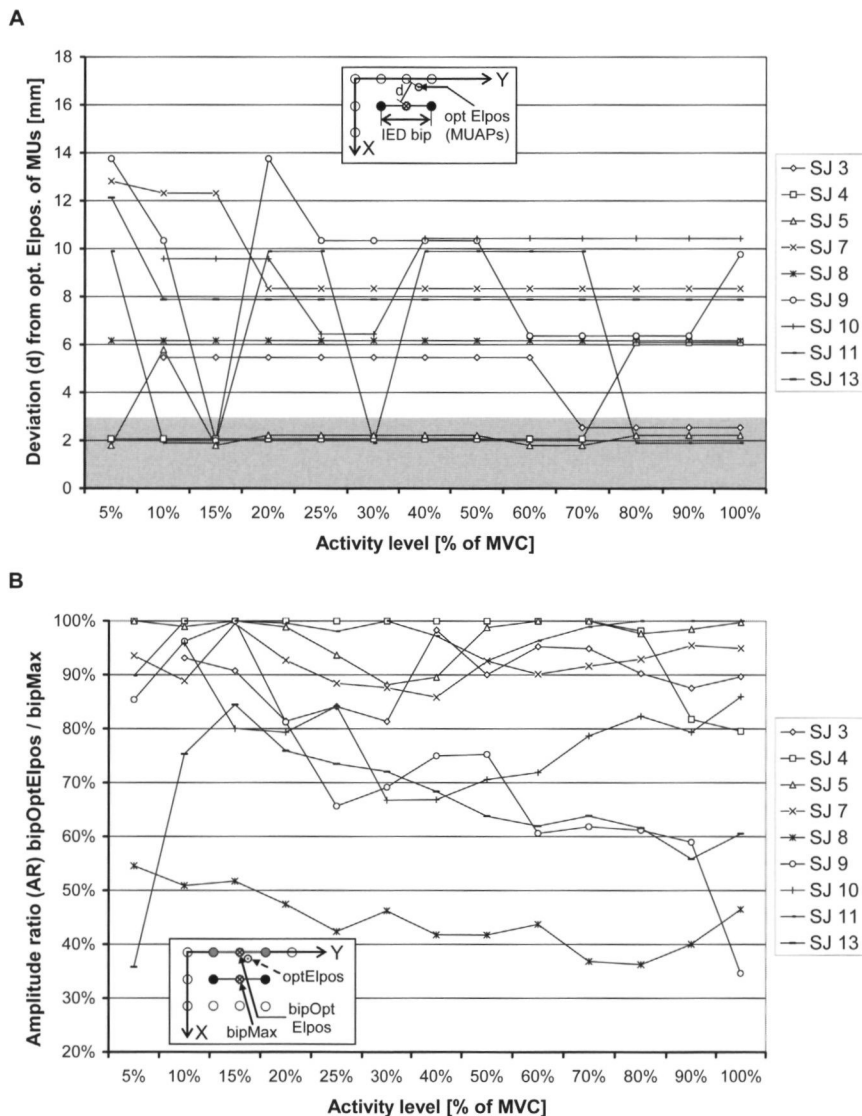 A
Deviation (d) from opt. Elpos. of MUs [mm]
18
16
14
12
10
8
6
4
2
0
Y
d
opt Elpos
(MUAPs)
IED bip
X
5% 10% 15% 20% 25% 30% 40% 50% 60% 70% 80% 90% 100%
Activity level [% of MVC]
SJ 3
SJ 4
SJ 5
SJ 7
SJ 8
SJ 9
SJ 10
SJ 11
SJ 13
B
Amplitude ratio (AR) bipOptElpos / bipMax
100%
90%
80%
70%
60%
50%
40%
30%
20%
Y
optElpos
bipOpt
Elpos
X
bipMax
5% 10% 15% 20% 25% 30% 40% 50% 60% 70% 80% 90% 100%
Activity level [% of MVC]
SJ 3
SJ 4
SJ 5
SJ 7
SJ 8
SJ 9
SJ 10
SJ 11
SJ 13